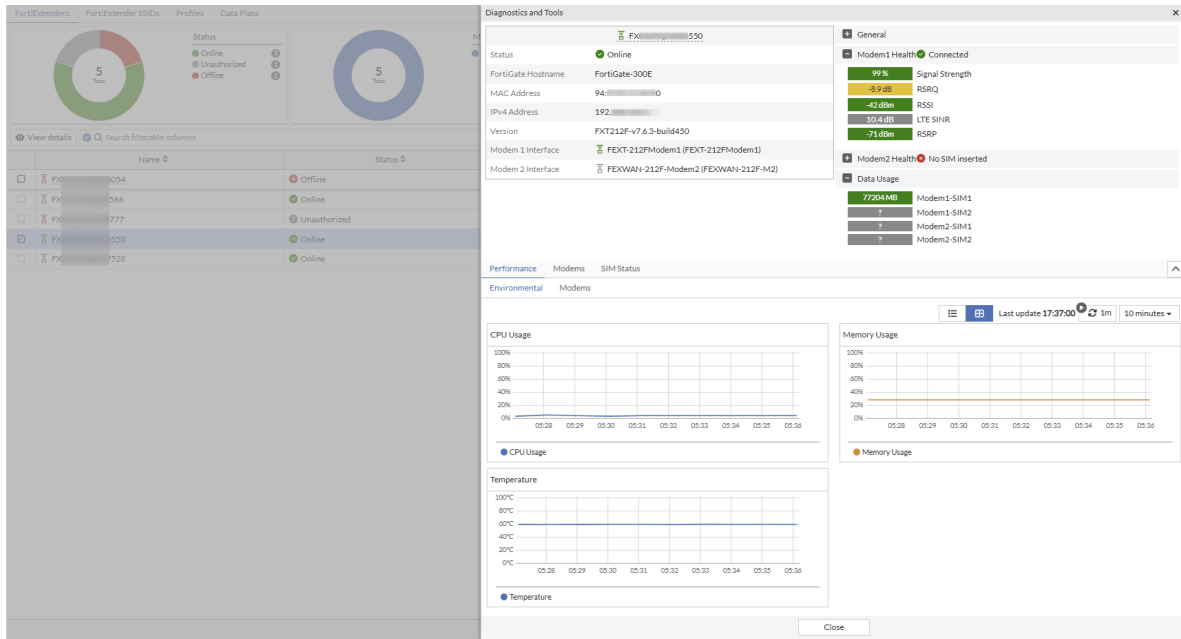 FortiExtenders FortiExtender SSIDs Profiles Data Plans
Status
Online 3
Unauthorized 1
Offline 1
5
Total
5
Total
M
View details
Search filterable columns
Name Status
FX 054 Offline
FX 566 Online
FX 777 Unauthorized
FX 550 Online
FX 7528 Online
Diagnostics and Tools
FX 550
Status Online
FortiGate Hostname FortiGate-300E
MAC Address 94: 0
IPv4 Address 192.
Version FXT212F-v7.6.3-build450
Modem 1 Interface FEXT-212FModem1 (FEXT-212FModem1)
Modem 2 Interface FEXWAN-212F-Modem2 (FEXWAN-212F-M2)
General
Modem1 Health Connected
99 % Signal Strength
-8.9 dB RSRQ
-42 dBm RSSI
10.4 dB LTE SINR
-71 dBm RSRP
Modem2 Health No SIM inserted
Data Usage
77204 MB Modem1-SIM1
? Modem1-SIM2
? Modem2-SIM1
? Modem2-SIM2
Performance Modems SIM Status
Environmental Modems
Last update 17:37:00 1m 10 minutes
CPU Usage
100%
80%
60%
40%
20%
0%
05:28 05:29 05:30 05:31 05:32 05:33 05:34 05:35 05:36
CPU Usage
Memory Usage
100%
80%
60%
40%
20%
0%
05:28 05:29 05:30 05:31 05:32 05:33 05:34 05:35 05:36
Memory Usage
Temperature
100°C
80°C
60°C
40°C
20°C
0°C
05:28 05:29 05:30 05:31 05:32 05:33 05:34 05:35 05:36
Temperature
Close